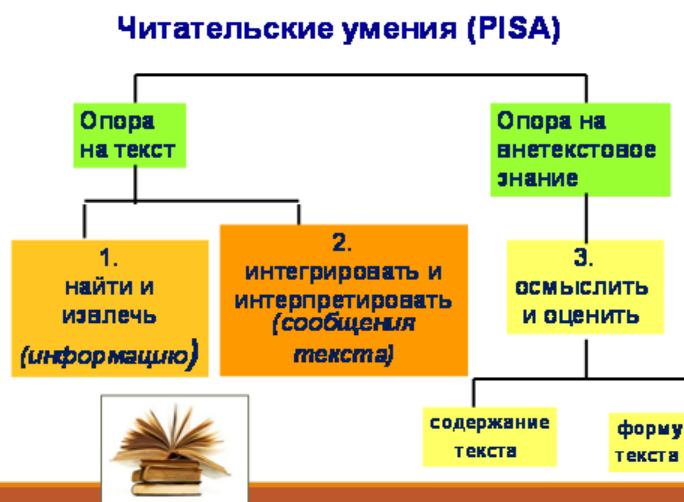 Читательские умения (PISA)
Опора
на текст
Опора на
внетекстовое
знание
1.
найти и
извлечь
(информацию)
2.
интегрировать и
интерпретировать
(сообщения
текста)
3.
осмыслить
и оценить
содержание
текста
форму
текста